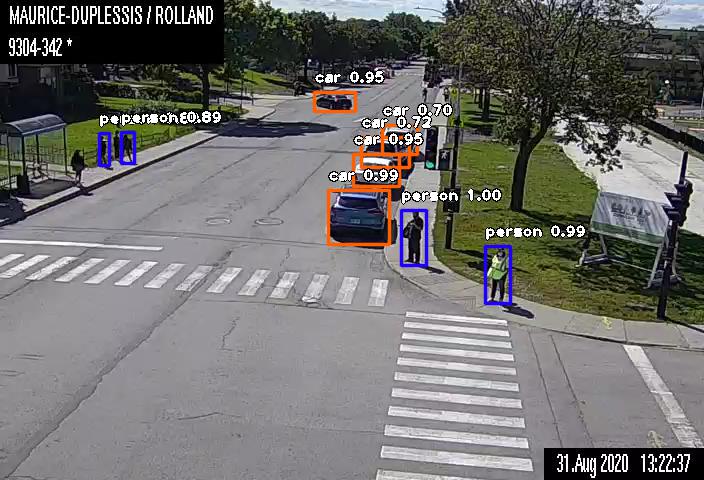 MAURICE-DUPLESSIS / ROLLAND
9304-342 *
car 0.95
car 0.70
car 0.72
car 0.95
car 0.99
person 0.89
person 1.00
person 0.99
31.Aug 2020 13:22:37